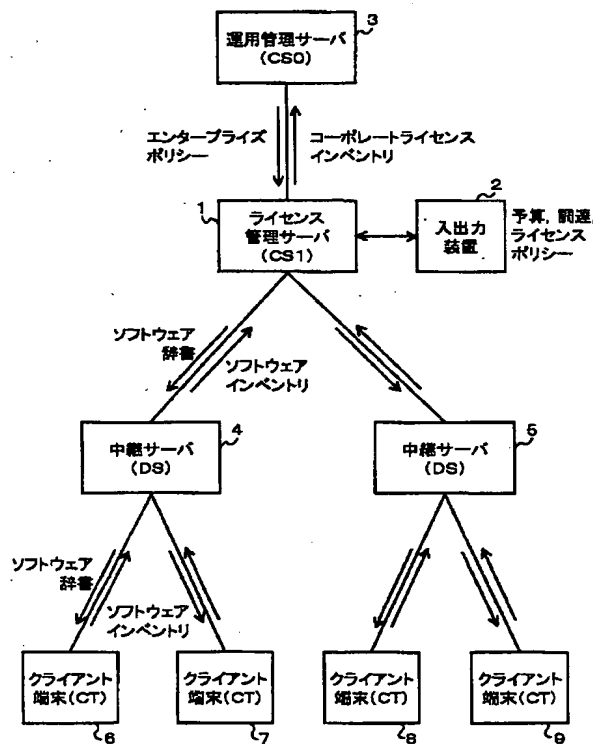 3
運用管理サーバ
(CS0)
エンタープライズ
ポリシー
コーポレートライセンス
インベントリ
1
ライセンス
管理サーバ
(CS1)
2
入出力
装置
予算,調達,
ライセンス
ポリシー
ソフトウェア
辞書
ソフトウェア
インベントリ
4
中継サーバ
(DS)
5
中継サーバ
(DS)
ソフトウェア
辞書
ソフトウェア
インベントリ
クライアント
端末(CT)
6
クライアント
端末(CT)
7
クライアント
端末(CT)
8
クライアント
端末(CT)
9